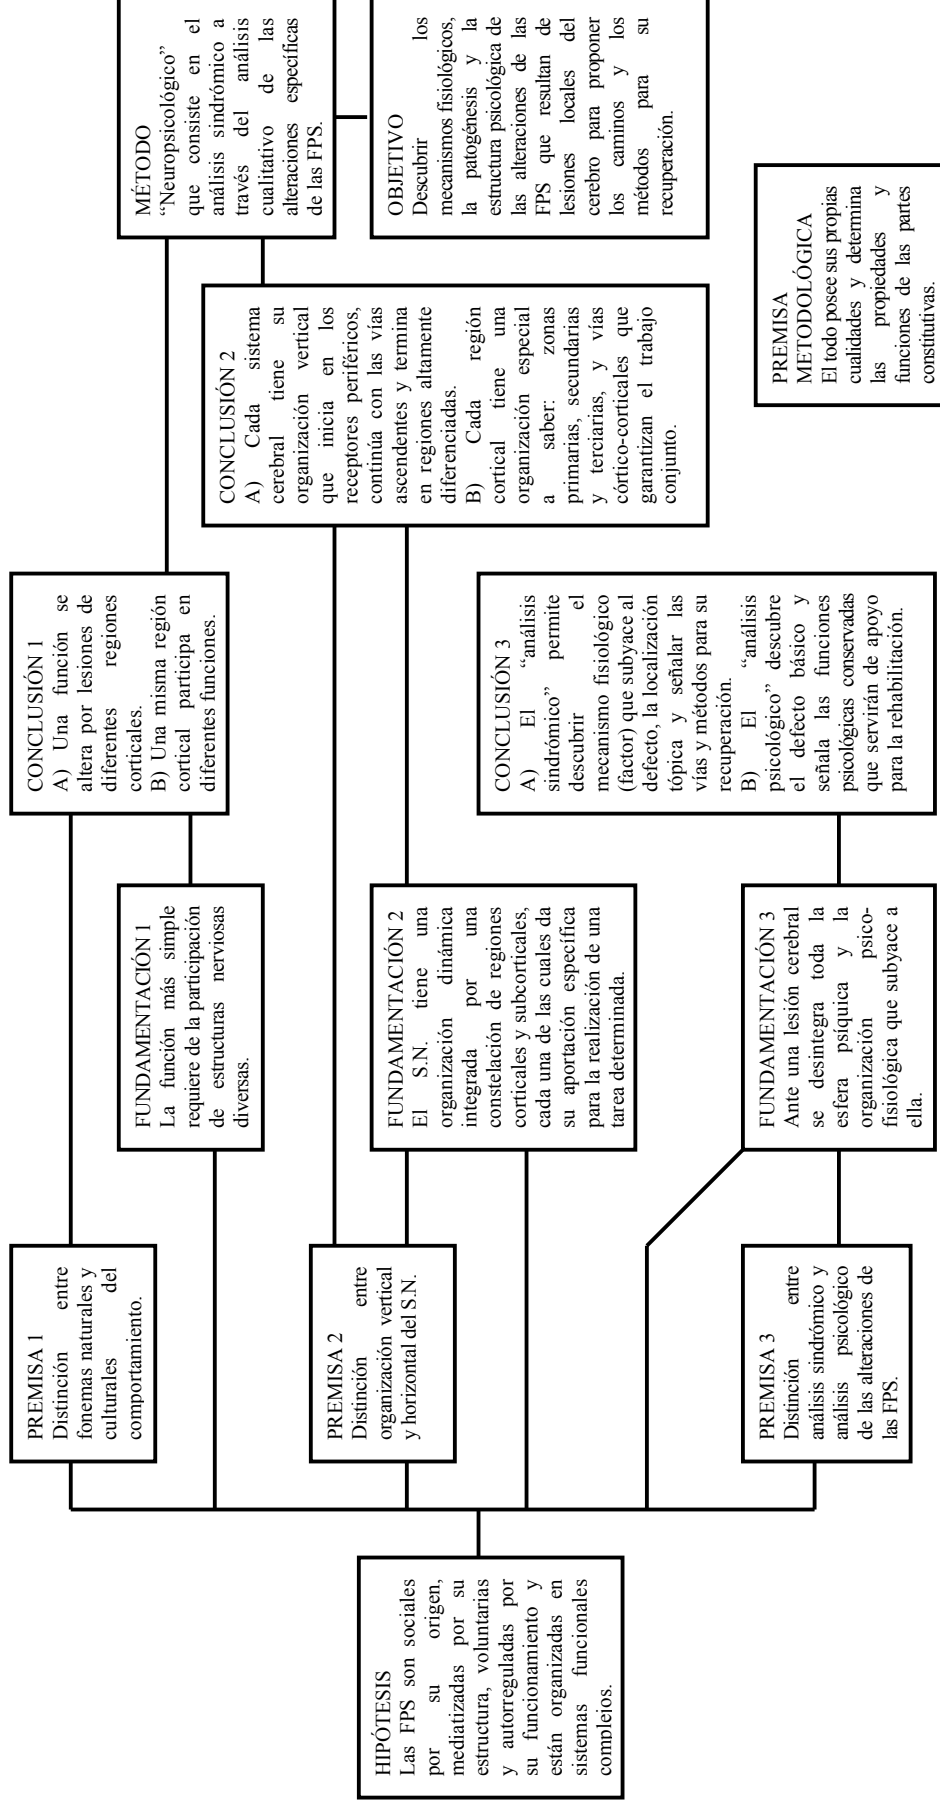 HIPÓTESIS
Las FPS son sociales
por su origen,
mediatizadas por su
estructura, voluntarias
y autorreguladas por
su funcionamiento y
están organizadas en
sistemas funcionales
complejos.
PREMISA 1
Distinción entre
fonemas naturales y
culturales del
comportamiento.
PREMISA 2
Distinción entre
organización vertical
y horizontal del S.N.
PREMISA 3
Distinción entre
análisis sindrómico y
análisis psicológico
de las alteraciones de
las FPS.
FUNDAMENTACIÓN 1
La función más simple
requiere de la participación
de estructuras nerviosas
diversas.
FUNDAMENTACIÓN 2
El S.N. tiene una
organización dinámica
integrada por una
constelación de regiones
corticales y subcorticales,
cada una de las cuales da
su aportación específica
para la realización de una
tarea determinada.
FUNDAMENTACIÓN 3
Ante una lesión cerebral
se desintegra toda la
esfera psíquica y la
organización psico-
fisiológica que subyace a
ella.
CONCLUSIÓN 1
A) Una función se
altera por lesiones de
diferentes regiones
corticales.
B) Una misma región
cortical participa en
diferentes funciones.
CONCLUSIÓN 2
A) Cada sistema
cerebral tiene su
organización vertical
que inicia en los
receptores periféricos,
continúa con las vías
ascendentes y termina
en regiones altamente
diferenciadas.
B) Cada región
cortical tiene una
organización especial
a saber: zonas
primarias, secundarias
y terciarias, y vías
córtico-corticales que
garantizan el trabajo
conjunto.
CONCLUSIÓN 3
A) El “análisis
sindrómico” permite
descubrir el
mecanismo fisiológico
(factor) que subyace al
defecto, la localización
tópica y señalar las
vías y métodos para su
recuperación.
B) El “análisis
psicológico” descubre
el defecto básico y
señala las funciones
psicológicas conservadas
que servirán de apoyo
para la rehabilitación.
MÉTODO
“Neuropsicológico”
que consiste en el
análisis sindrómico a
través del análisis
cualitativo de las
alteraciones específicas
de las FPS.
OBJETIVO
Descubrir los
mecanismos fisiológicos,
la patogénesis y la
estructura psicológica de
las alteraciones de las
FPS que resultan de
lesiones locales del
cerebro para proponer
los caminos y los
métodos para su
recuperación.
PREMISA
METODOLÓGICA
El todo posee sus propias
cualidades y determina
las propiedades y
funciones de las partes
constitutivas.